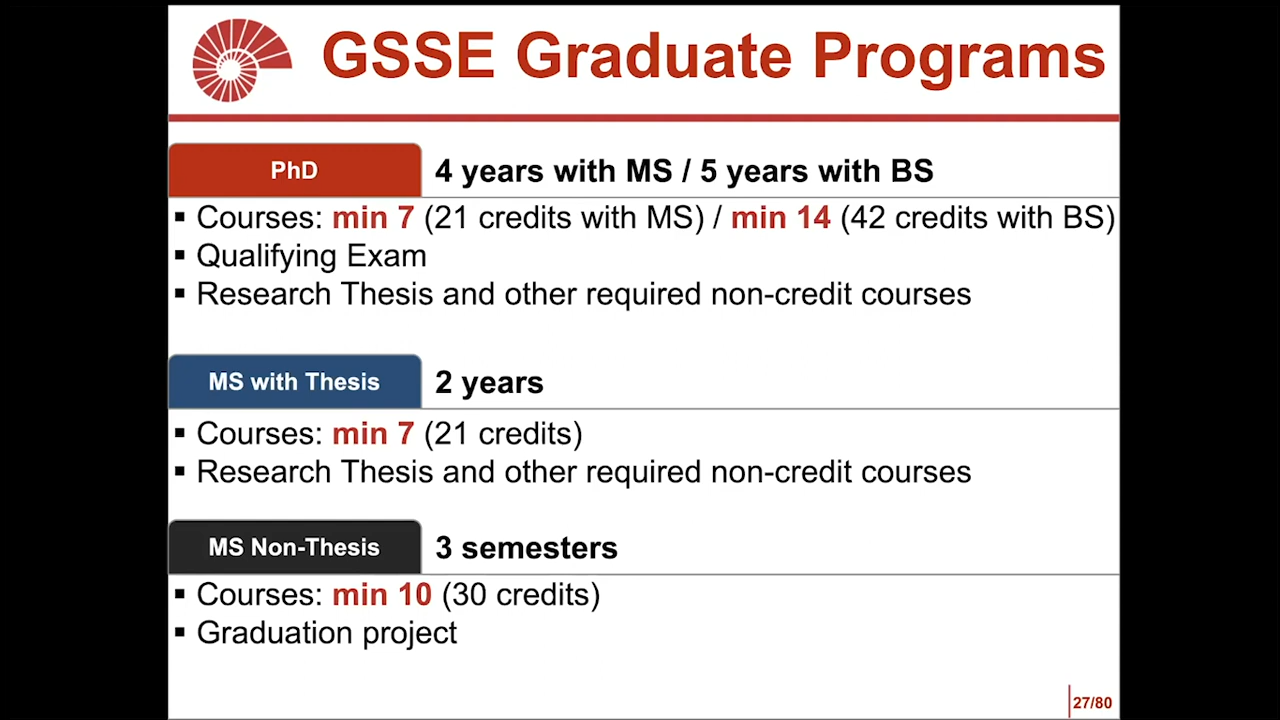 GSSE Graduate Programs
PhD
4 years with MS / 5 years with BS
▪ Courses: min 7 (21 credits with MS) / min 14 (42 credits with BS)
▪ Qualifying Exam
▪ Research Thesis and other required non-credit courses
MS with Thesis
2 years
▪ Courses: min 7 (21 credits)
▪ Research Thesis and other required non-credit courses
MS Non-Thesis
3 semesters
▪ Courses: min 10 (30 credits)
▪ Graduation project
27/80